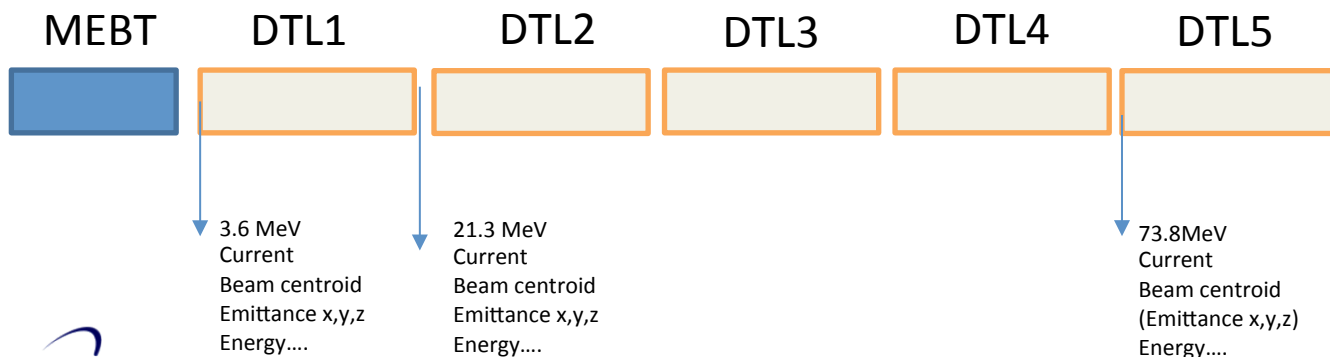 MEBT
DTL1
DTL2
DTL3
DTL4
DTL5
3.6 MeV
Current
Beam centroid
Emittance x,y,z
Energy....
21.3 MeV
Current
Beam centroid
Emittance x,y,z
Energy....
73.8MeV
Current
Beam centroid
(Emittance x,y,z)
Energy....